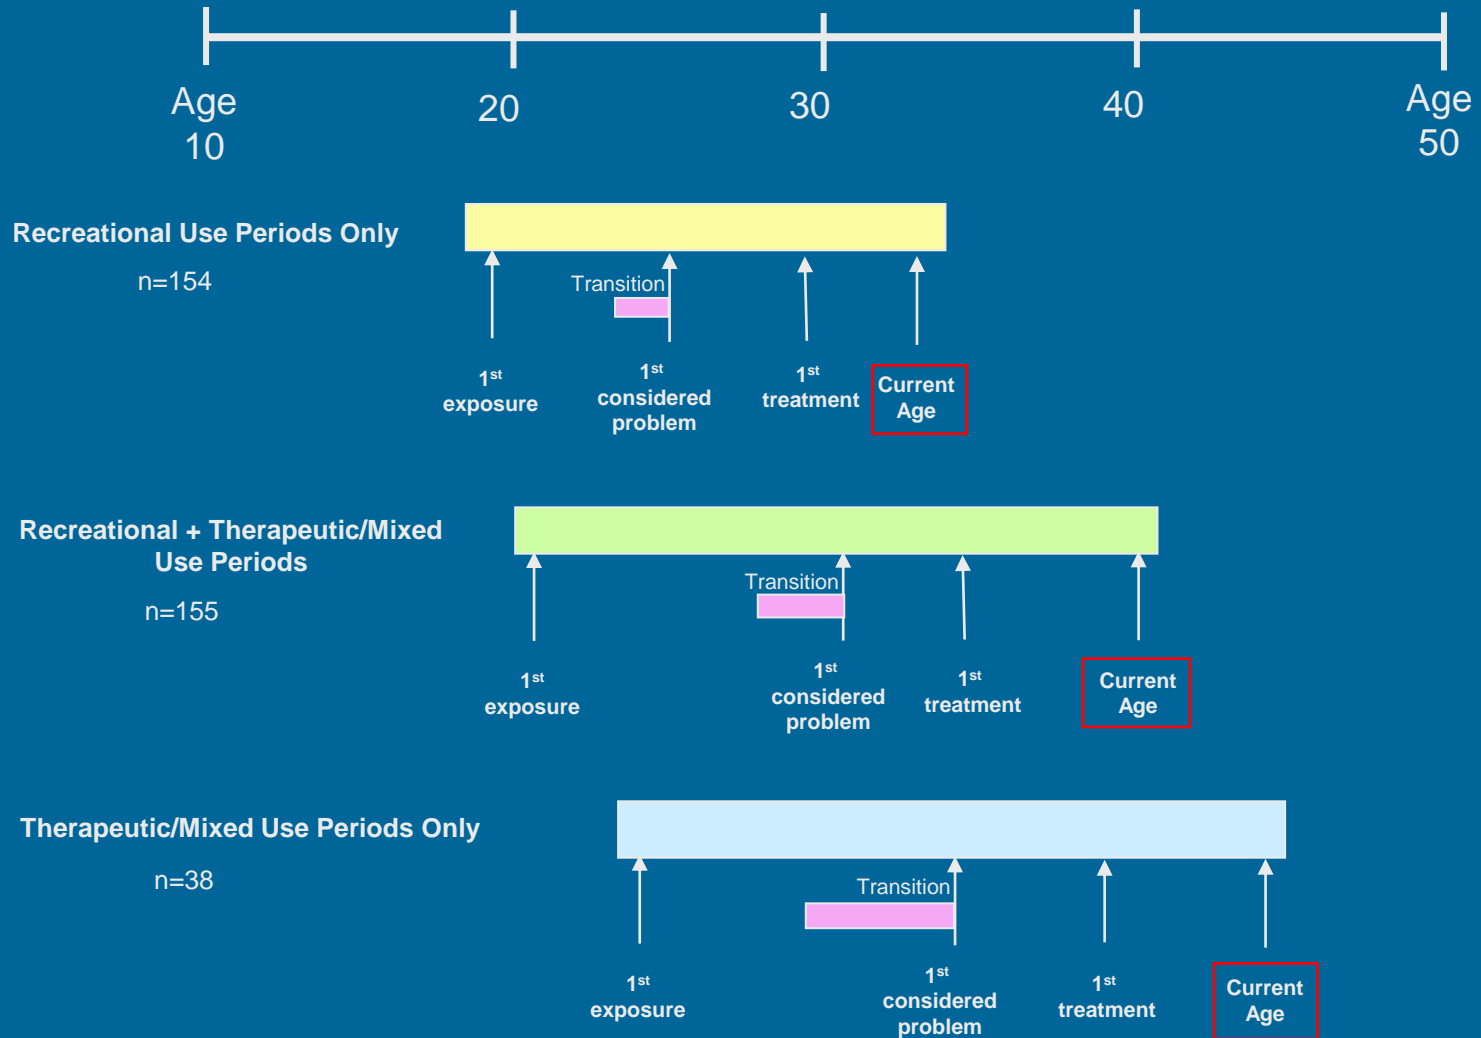 Age
10
20
30
40
Age
50
Recreational Use Periods Only
n=154
Transition
1st
exposure
1st
considered
problem
1st
treatment
Current
Age
Recreational + Therapeutic/Mixed
Use Periods
n=155
Transition
1st
exposure
1st
considered
problem
1st
treatment
Current
Age
Therapeutic/Mixed Use Periods Only
n=38
Transition
1st
exposure
1st
considered
problem
1st
treatment
Current
Age